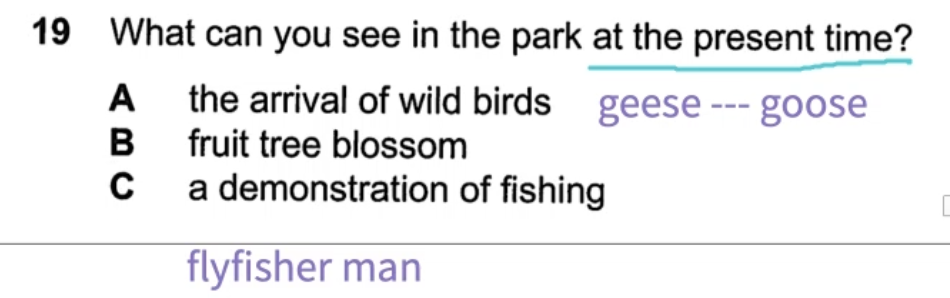 19 What can you see in the park at the present time?
A the arrival of wild birds geese --- goose
B fruit tree blossom
C a demonstration of fishing
flyfisher man